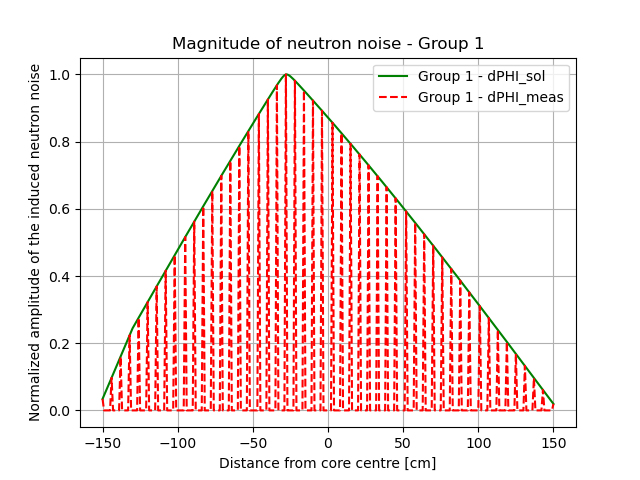 Magnitude of neutron noise - Group 1
Normalized amplitude of the induced neutron noise
1.0
0.8
0.6
0.4
0.2
0.0
Group 1 - dPHI_sol
Group 1 - dPHI_meas
−150
−100
−50
0
50
100
150
Distance from core centre [cm]